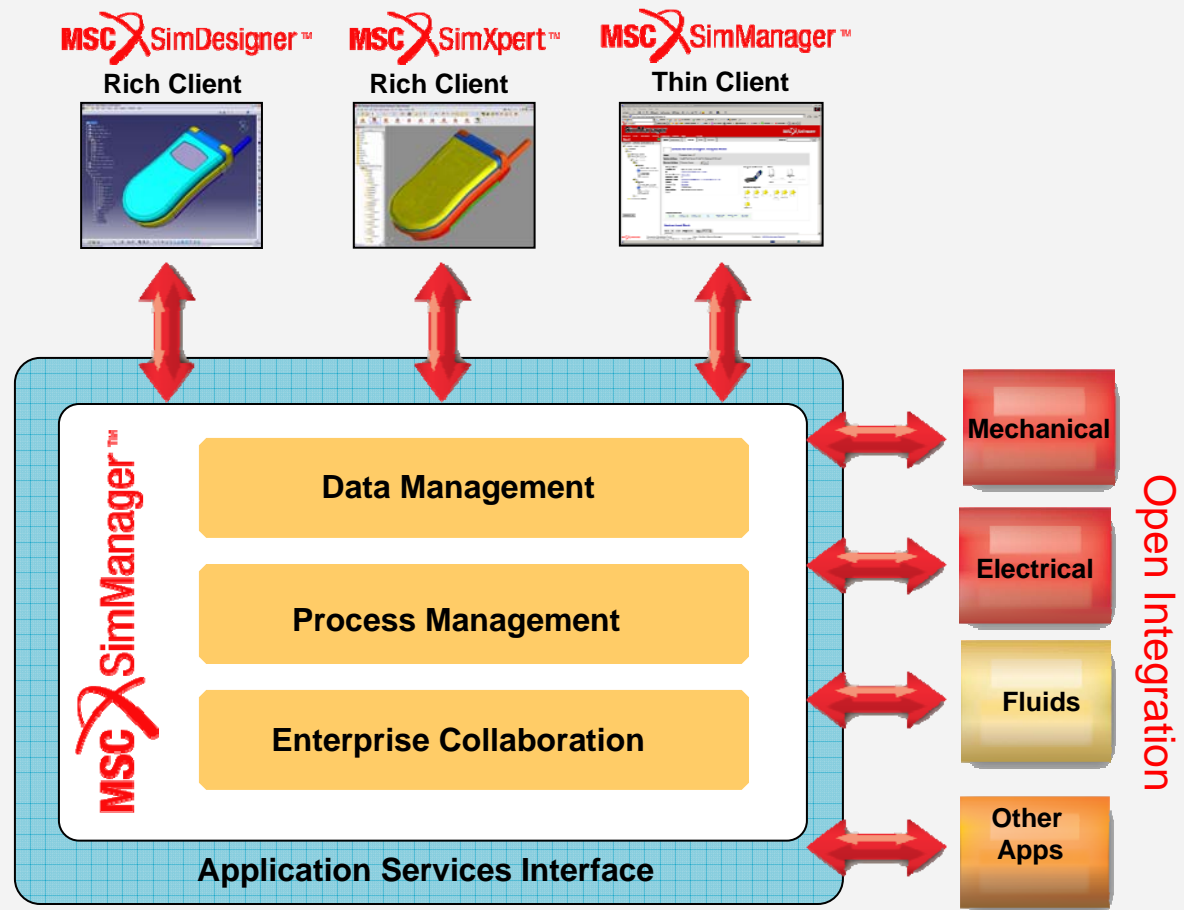 MSC SimDesigner™
Rich Client
MSC SimXpert™
Rich Client
MSC SimManager™
Thin Client
MSC SimManager™
Data Management
Process Management
Enterprise Collaboration
Application Services Interface
Mechanical
Electrical
Fluids
Other
Apps
Open Integration